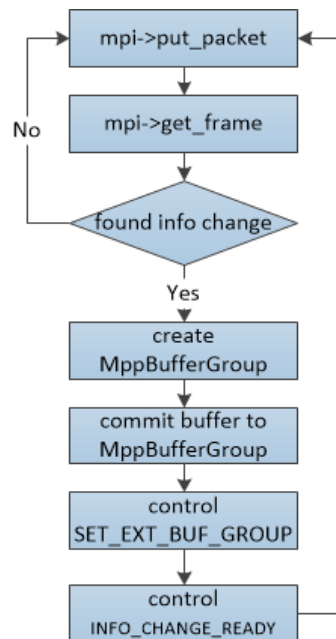 mpi->put_packet
No
mpi->get_frame
found info change
Yes
create
MppBufferGroup
commit buffer to
MppBufferGroup
control
SET_EXT_BUF_GROUP
control
INFO_CHANGE_READY